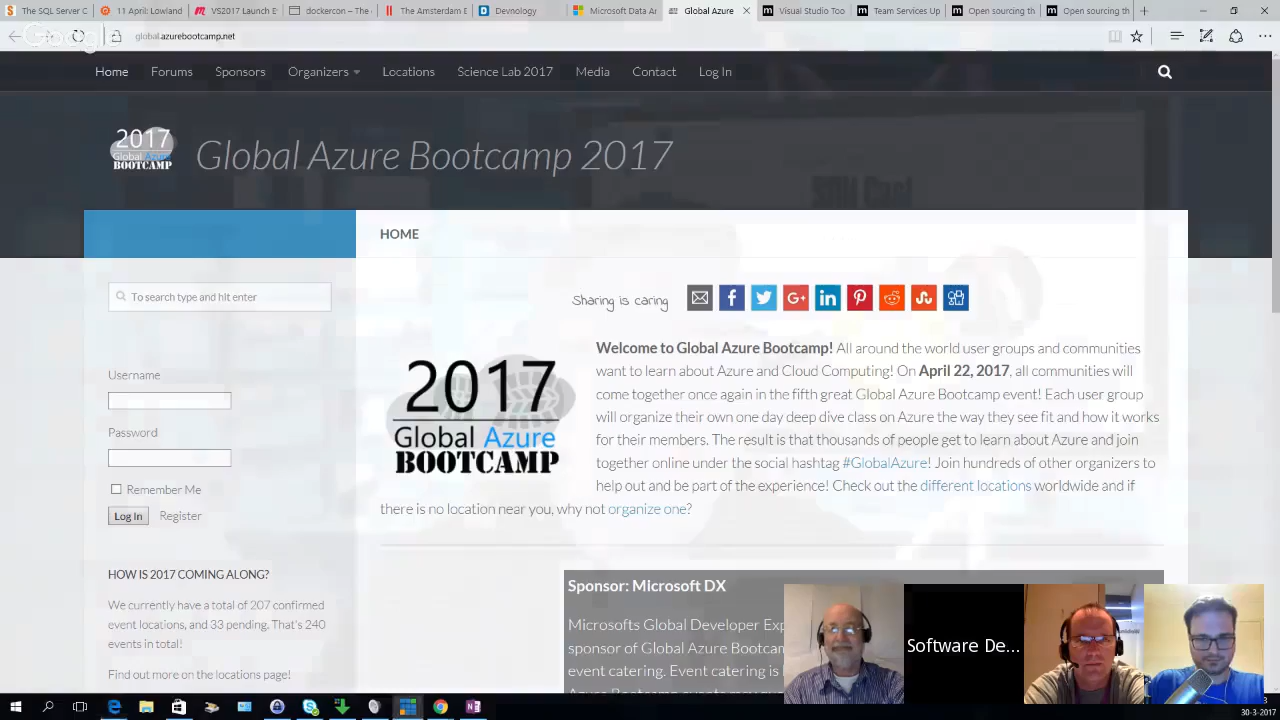 The SQL Server 2
11 April: Lowland
VS2017 Launch E
dockercon – The
The Amsterdam E
Devnology
Microsoft Data Ar
Global Azure
Visual Studio Too
Team Services Up
Open sourcing th
Open sourcing th
global.azurebootcamp.net
Home Forums Sponsors Organizers Locations Science Lab 2017 Media Contact Log In
2017
Global Azure
BOOTCAMP
Global Azure Bootcamp 2017
HOME
To search type and hit enter
Sharing is caring
Username
Password
Remember Me
Log In Register
2017
Global Azure
BOOTCAMP
Welcome to Global Azure Bootcamp! All around the world user groups and communities
want to learn about Azure and Cloud Computing! On April 22, 2017, all communities will
come together once again in the fifth great Global Azure Bootcamp event! Each user group
will organize their own one day deep dive class on Azure the way they see fit and how it works
for their members. The result is that thousands of people get to learn about Azure and join
together online under the social hashtag #GlobalAzure! Join hundreds of other organizers to
help out and be part of the experience! Check out the different locations worldwide and if
there is no location near you, why not organize one?
HOW IS 2017 COMING ALONG?
We currently have a total of 207 confirmed
event locations, and 33 pending. That's 240
events in total!
Find out more on the locations page!
Sponsor: Microsoft DX
Microsofts Global Developer Exp
sponsor of Global Azure Bootcam
event catering. Event catering is
Software De...
30-3-2017